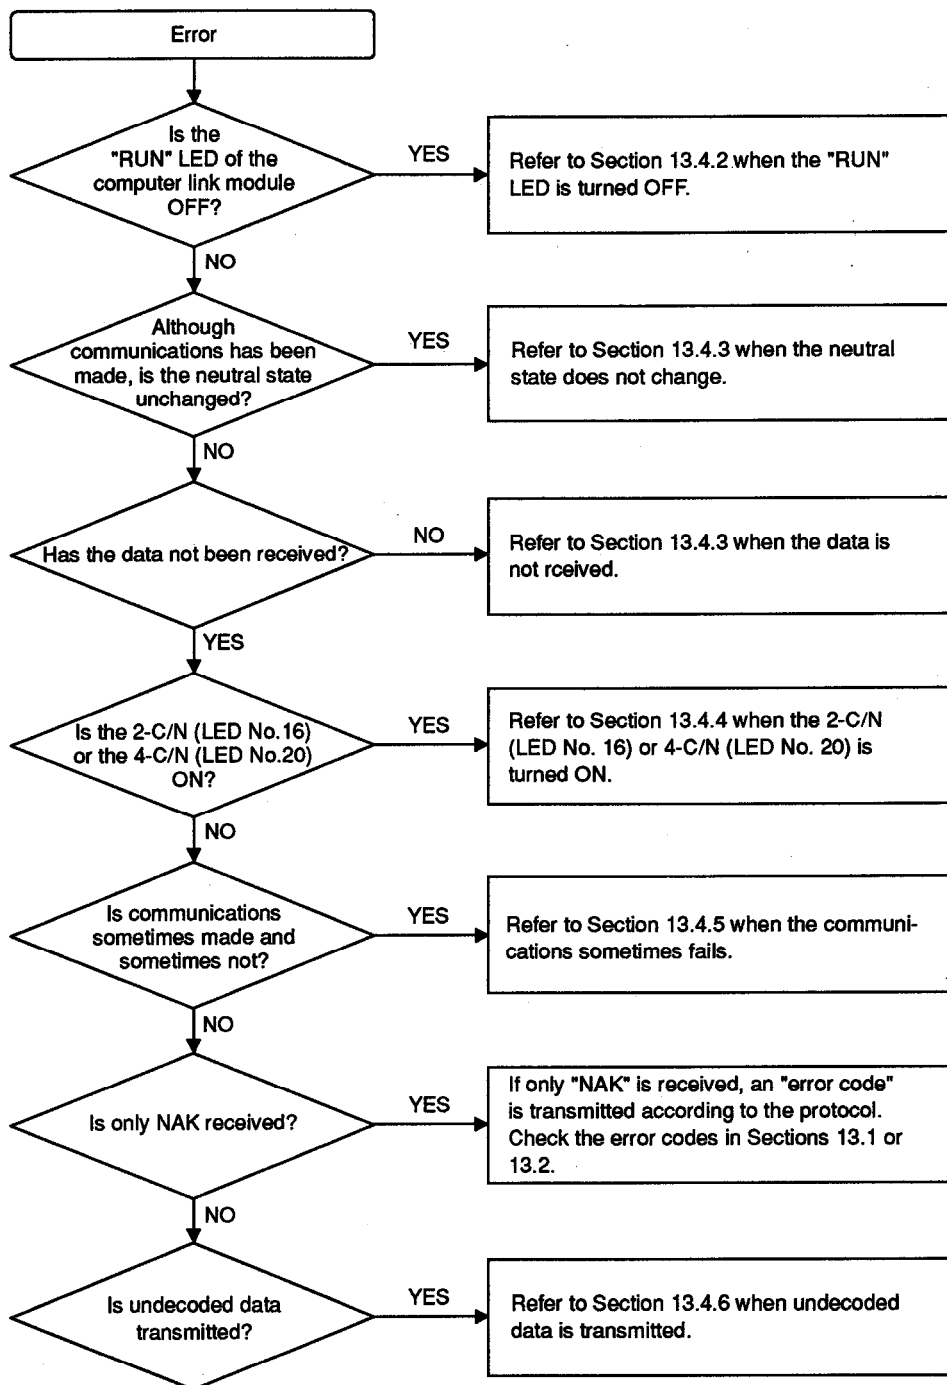 Error
Is the
"RUN" LED of the
computer link module
OFF?
YES
Refer to Section 13.4.2 when the "RUN"
LED is turned OFF.
NO
Although
communications has been
made, is the neutral state
unchanged?
YES
Refer to Section 13.4.3 when the neutral
state does not change.
NO
Has the data not been received?
NO
Refer to Section 13.4.3 when the data is
not rceived.
YES
Is the 2-C/N (LED No.16)
or the 4-C/N (LED No.20)
ON?
YES
Refer to Section 13.4.4 when the 2-C/N
(LED No. 16) or 4-C/N (LED No. 20) is
turned ON.
NO
Is communications
sometimes made and
sometimes not?
YES
Refer to Section 13.4.5 when the communi-
cations sometimes fails.
NO
Is only NAK received?
YES
If only "NAK" is received, an "error code"
is transmitted according to the protocol.
Check the error codes in Sections 13.1 or
13.2.
NO
Is undecoded data
transmitted?
YES
Refer to Section 13.4.6 when undecoded
data is transmitted.